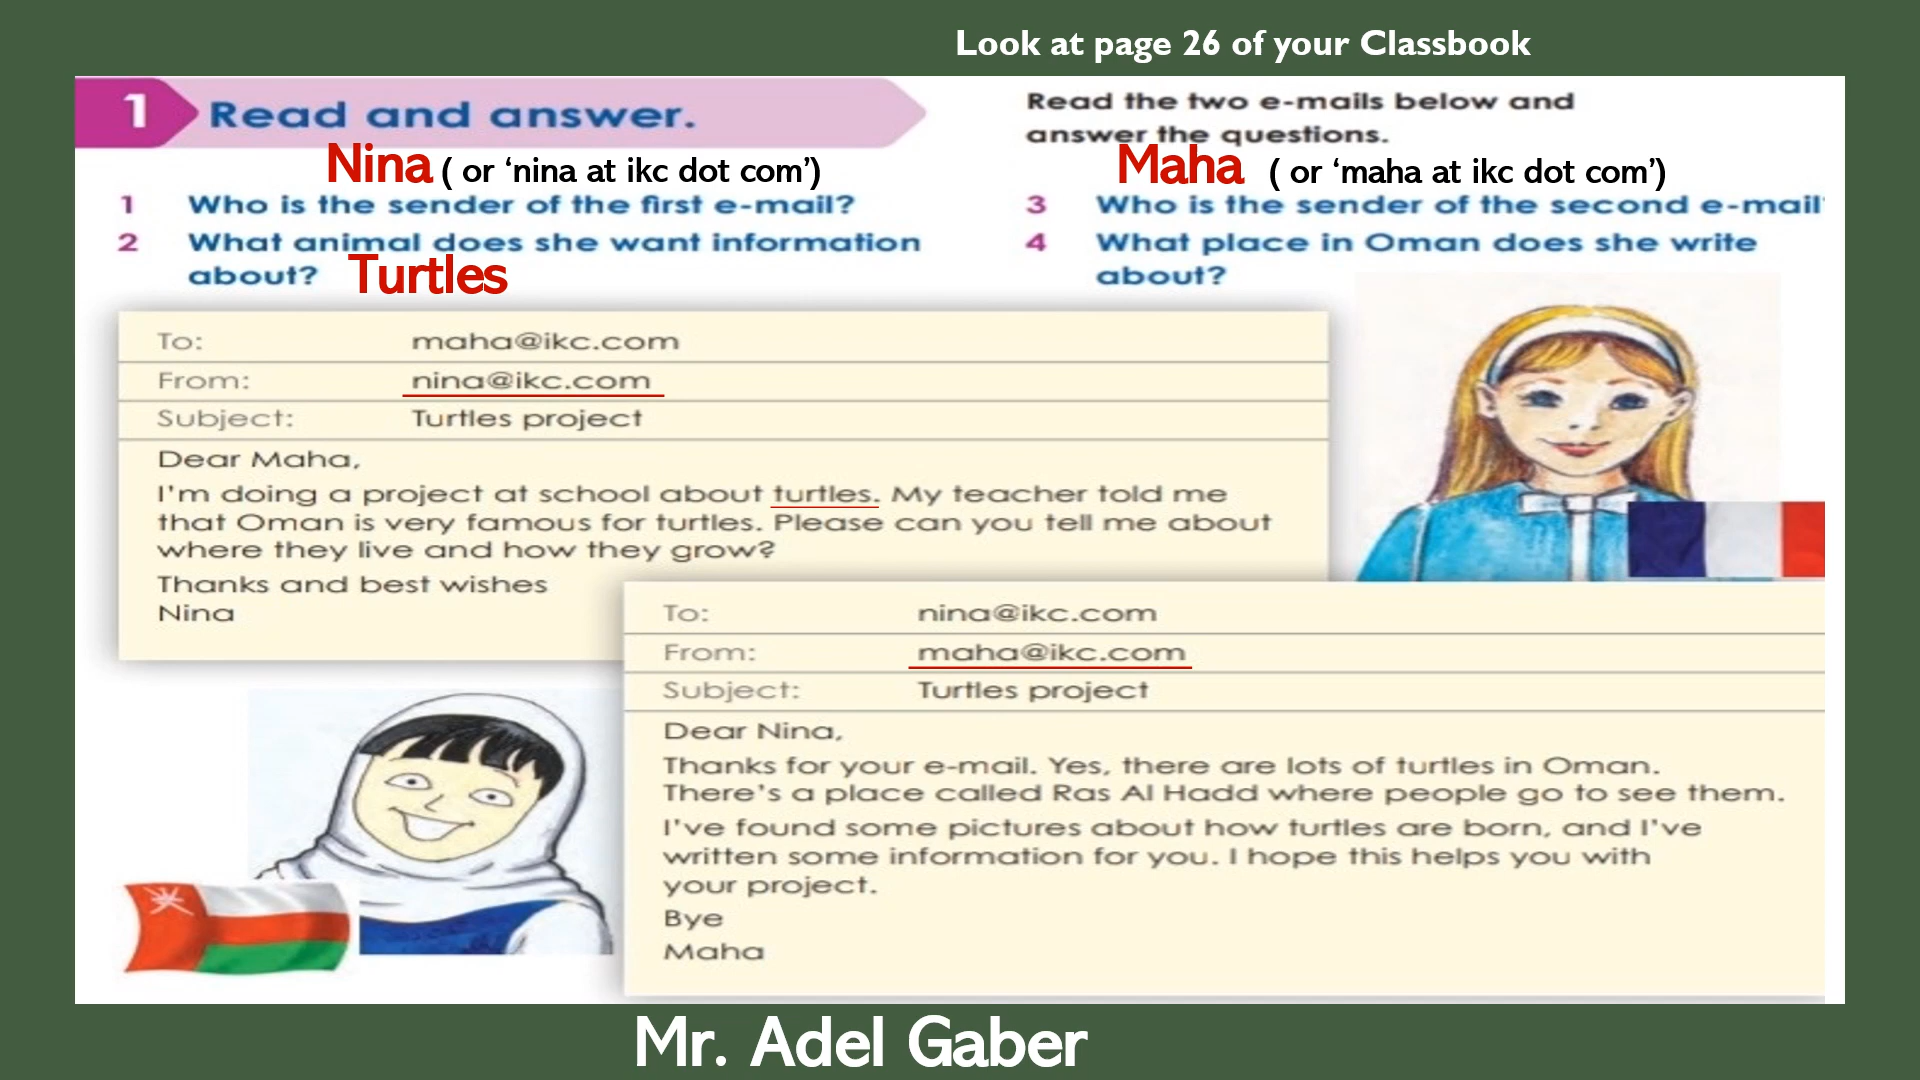 Look at page 26 of your Classbook
1 Read and answer.
Read the two e-mails below and
answer the questions.
Nina ( or ‘nina at ikc dot com’)
1 Who is the sender of the first e-mail?
2 What animal does she want information
about? Turtles
Maha ( or ‘maha at ikc dot com’)
3 Who is the sender of the second e-mail
4 What place in Oman does she write
about?
To: maha@ikc.com
From: nina@ikc.com
Subject: Turtles project
Dear Maha,
I'm doing a project at school about turtles. My teacher told me
that Oman is very famous for turtles. Please can you tell me about
where they live and how they grow?
Thanks and best wishes
Nina
To: nina@ikc.com
From: maha@ikc.com
Subject: Turtles project
Dear Nina,
Thanks for your e-mail. Yes, there are lots of turtles in Oman.
There's a place called Ras Al Hadd where people go to see them.
I've found some pictures about how turtles are born, and I've
written some information for you. I hope this helps you with
your project.
Bye
Maha
Mr. Adel Gaber